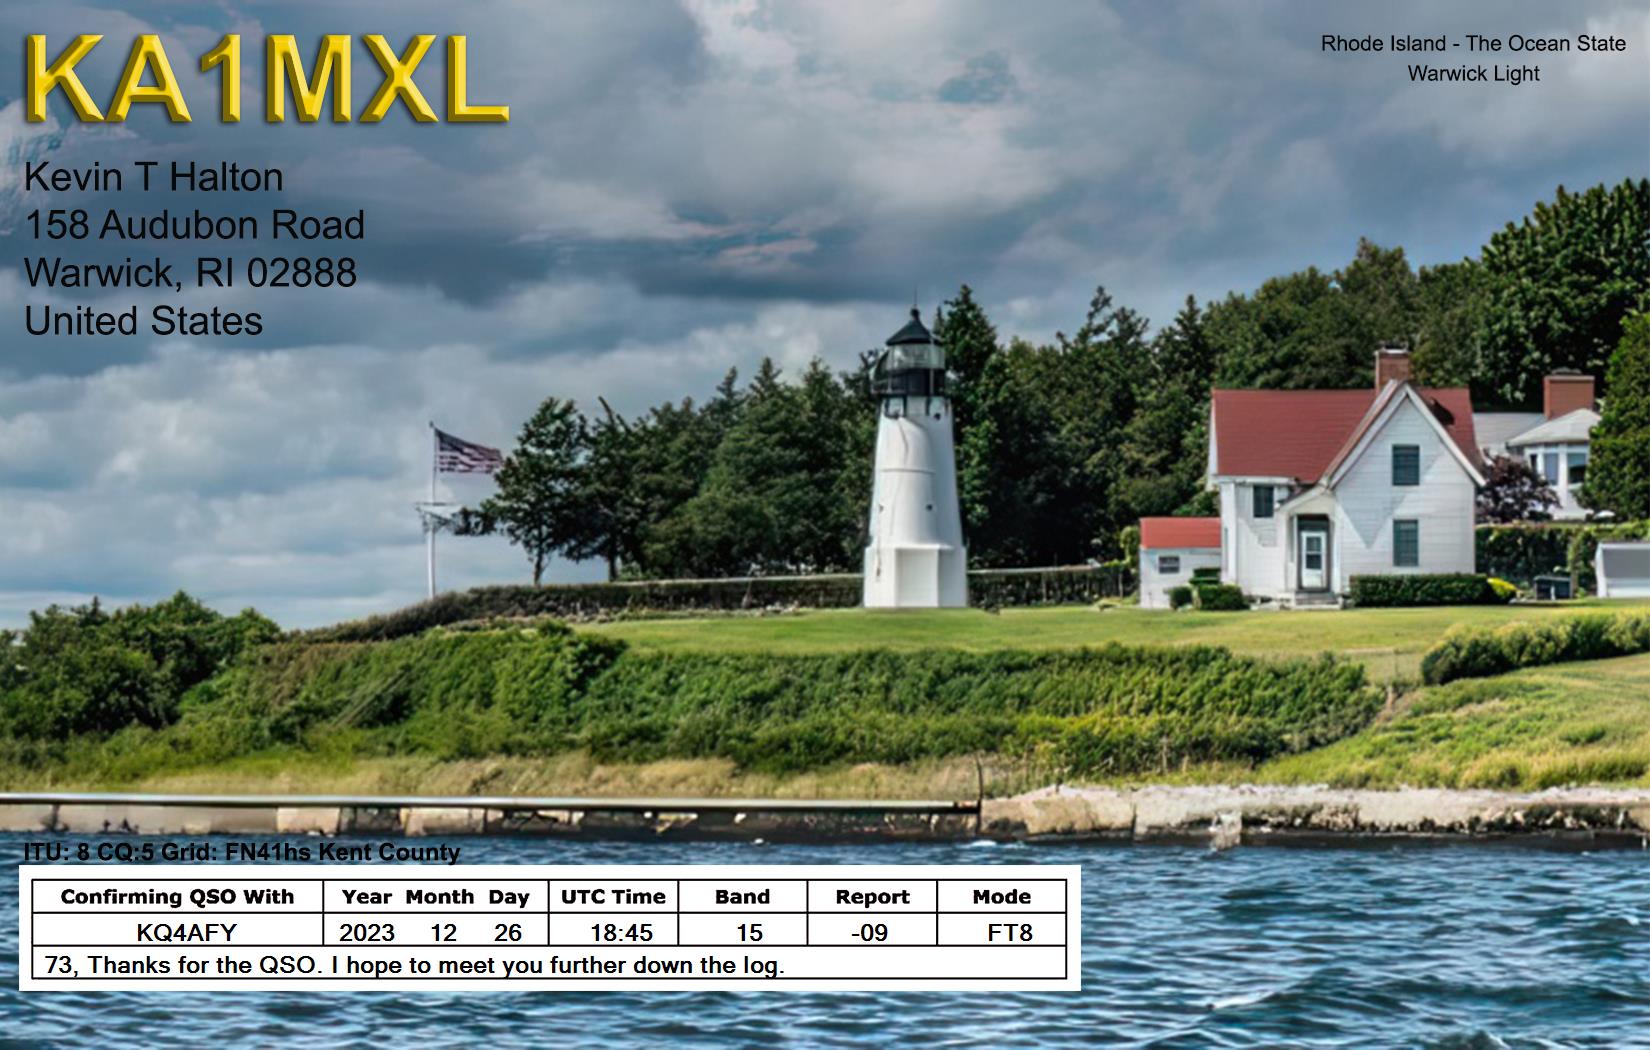 KA1MXL
Rhode Island - The Ocean State
Warwick Light
Kevin T Halton
158 Audubon Road
Warwick, RI 02888
United States
ITU: 8 CQ:5 Grid: FN41hs Kent County
Confirming QSO With Year Month Day UTC Time Band Report Mode
KQ4AFY 2023 12 26 18:45 15 -09 FT8
73, Thanks for the QSO. I hope to meet you further down the log.